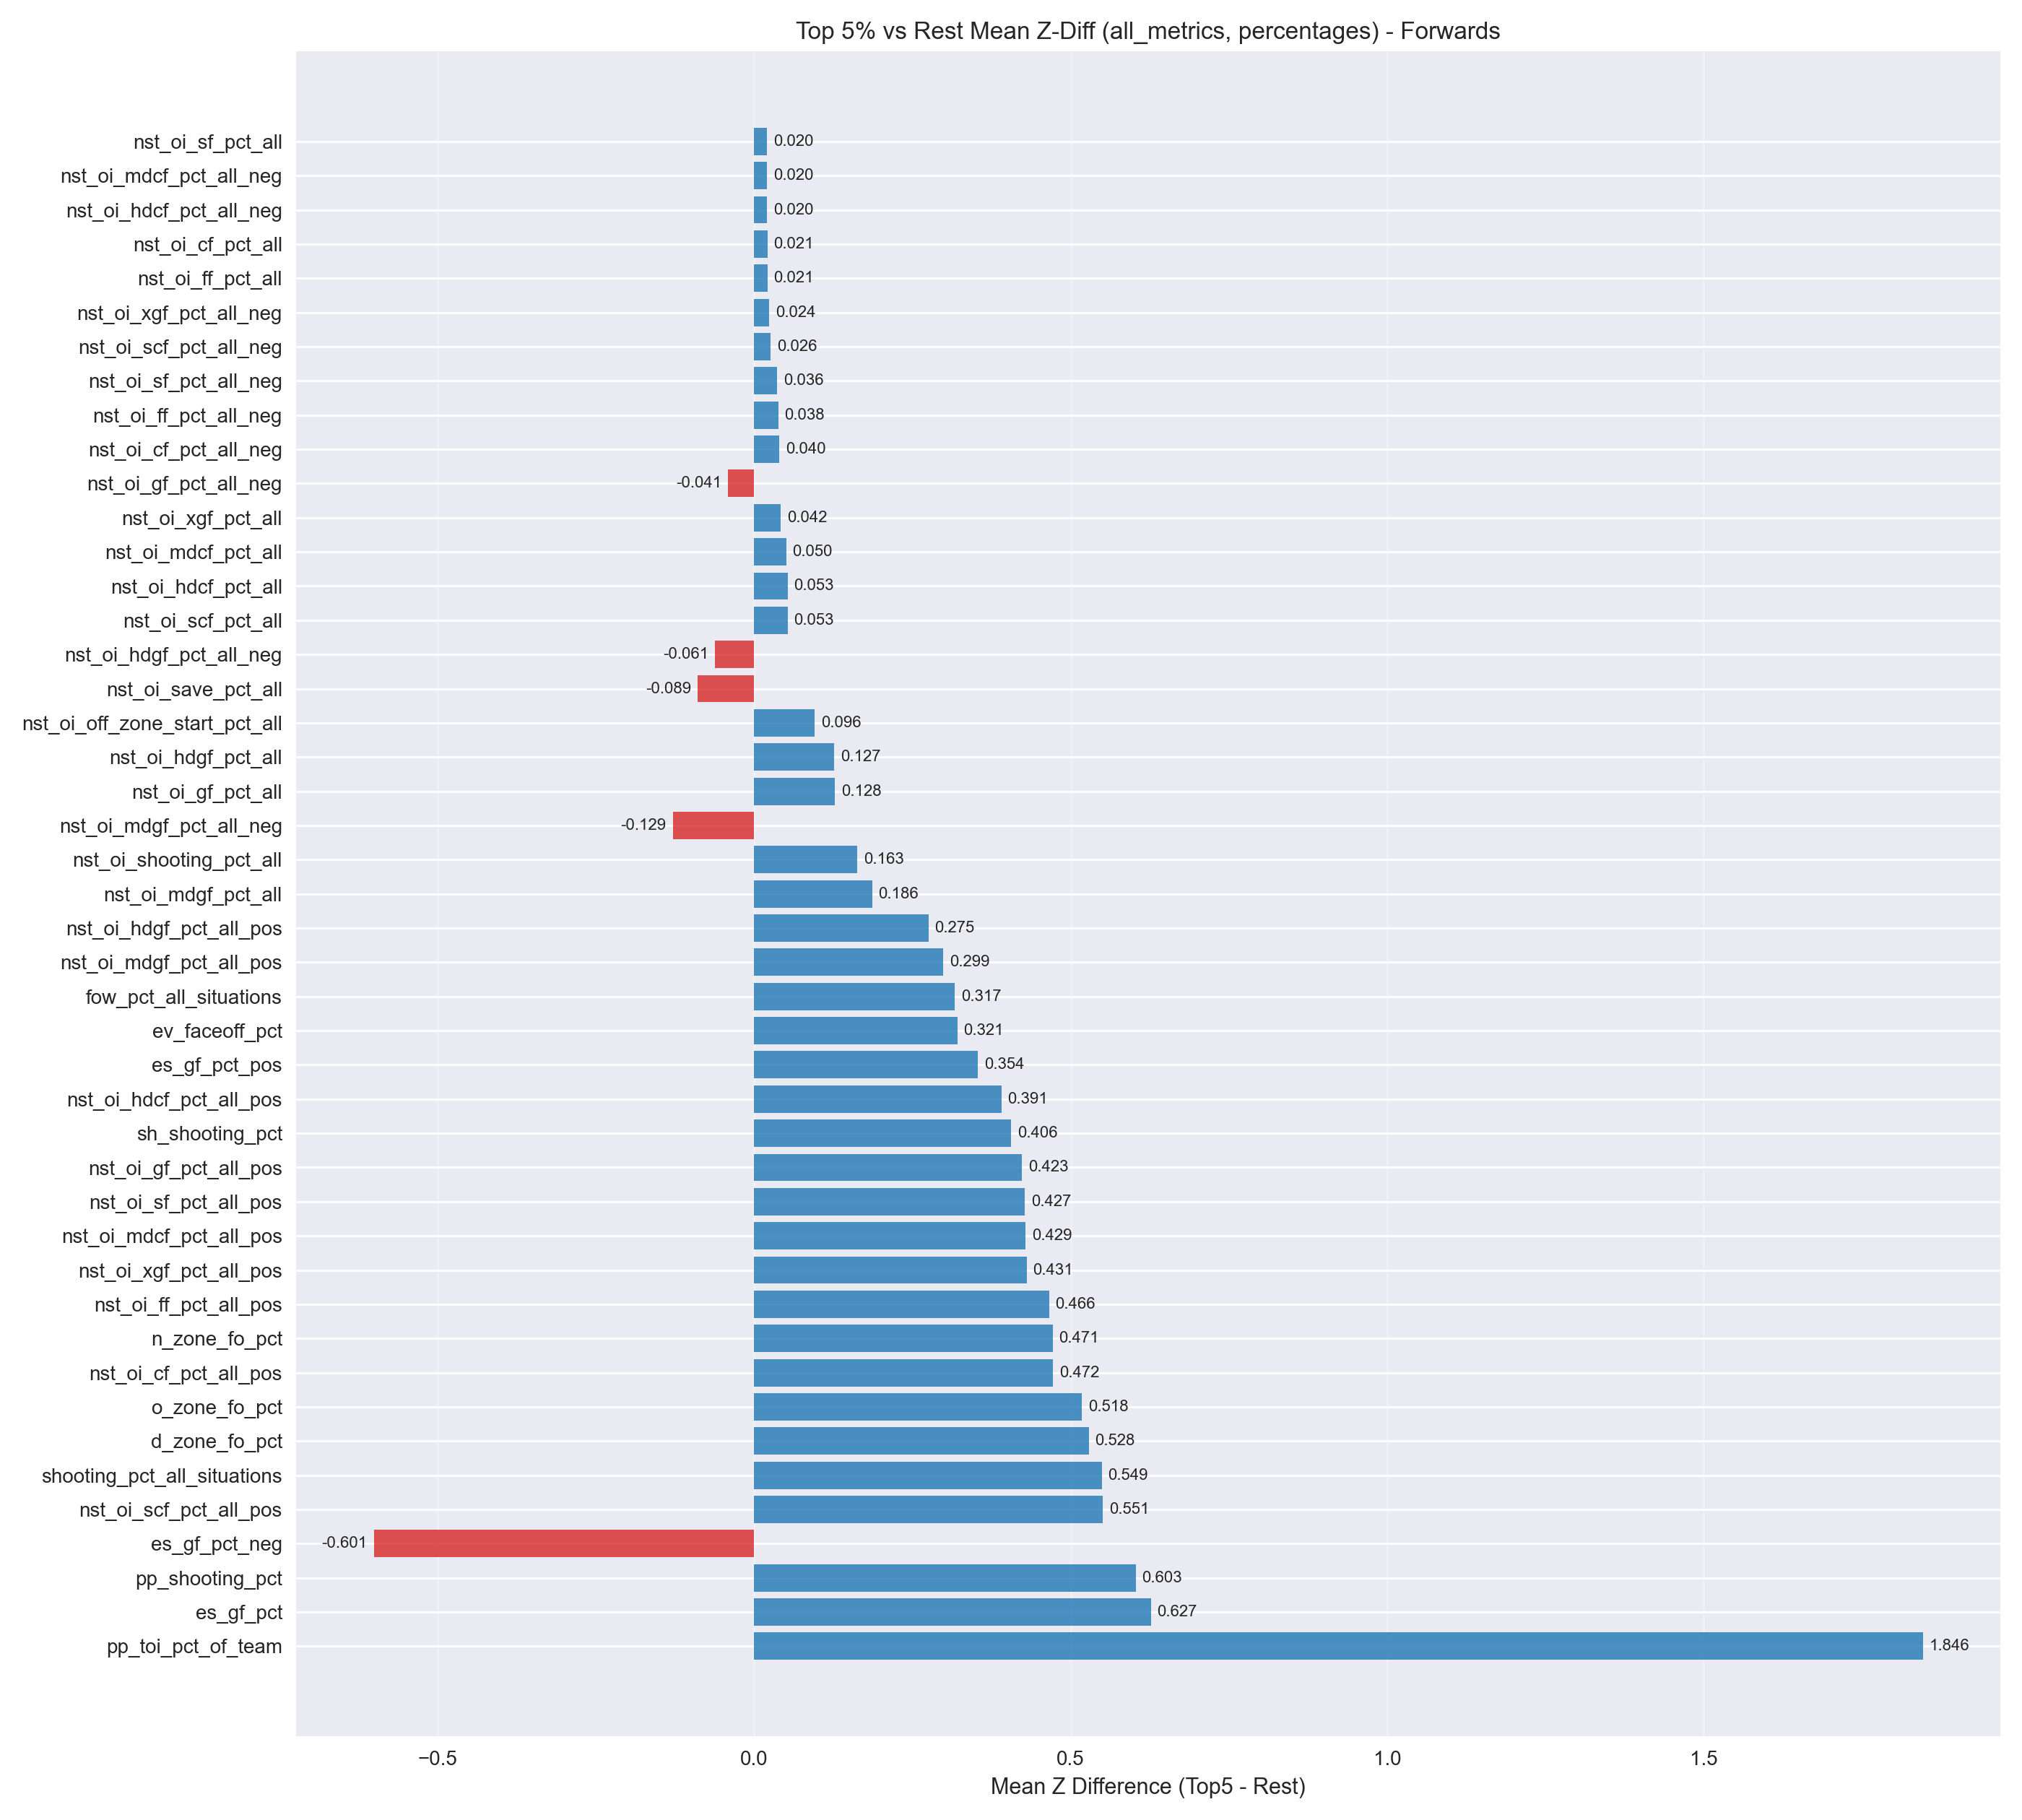 Top 5% vs Rest Mean Z-Diff (all_metrics, percentages) - Forwards
nst_oi_sf_pct_all 0.020
nst_oi_mdcf_pct_all_neg 0.020
nst_oi_hdcf_pct_all_neg 0.020
nst_oi_cf_pct_all 0.021
nst_oi_ff_pct_all 0.021
nst_oi_xgf_pct_all_neg 0.024
nst_oi_scf_pct_all_neg 0.026
nst_oi_sf_pct_all_neg 0.036
nst_oi_ff_pct_all_neg 0.038
nst_oi_cf_pct_all_neg 0.040
nst_oi_gf_pct_all_neg -0.041
nst_oi_xgf_pct_all 0.042
nst_oi_mdcf_pct_all 0.050
nst_oi_hdcf_pct_all 0.053
nst_oi_scf_pct_all 0.053
nst_oi_hdgf_pct_all_neg -0.061
nst_oi_save_pct_all -0.089
nst_oi_off_zone_start_pct_all 0.096
nst_oi_hdgf_pct_all 0.127
nst_oi_gf_pct_all 0.128
nst_oi_mdgf_pct_all_neg -0.129
nst_oi_shooting_pct_all 0.163
nst_oi_mdgf_pct_all 0.186
nst_oi_hdgf_pct_all_pos 0.275
nst_oi_mdgf_pct_all_pos 0.299
fow_pct_all_situations 0.317
ev_faceoff_pct 0.321
es_gf_pct_pos 0.354
nst_oi_hdcf_pct_all_pos 0.391
sh_shooting_pct 0.406
nst_oi_gf_pct_all_pos 0.423
nst_oi_sf_pct_all_pos 0.427
nst_oi_mdcf_pct_all_pos 0.429
nst_oi_xgf_pct_all_pos 0.431
nst_oi_ff_pct_all_pos 0.466
n_zone_fo_pct 0.471
nst_oi_cf_pct_all_pos 0.472
o_zone_fo_pct 0.518
d_zone_fo_pct 0.528
shooting_pct_all_situations 0.549
nst_oi_scf_pct_all_pos 0.551
es_gf_pct_neg -0.601
pp_shooting_pct 0.603
es_gf_pct 0.627
pp_toi_pct_of_team 1.846
−0.5 0.0 0.5 1.0 1.5
Mean Z Difference (Top5 - Rest)